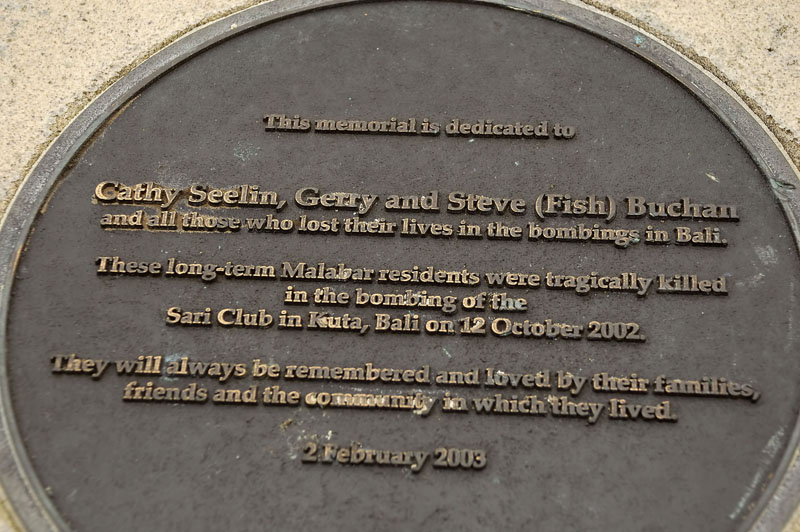 This memorial is dedicated to
Cathy Seelin, Gerry and Steve (Fish) Buchan
and all those who lost their lives in the bombings in Bali.
These long-term Malabar residents were tragically killed
in the bombing of the
Sari Club in Kuta, Bali on 12 October 2002.
They will always be remembered and loved by their families,
friends and the community in which they lived.
2 February 2003